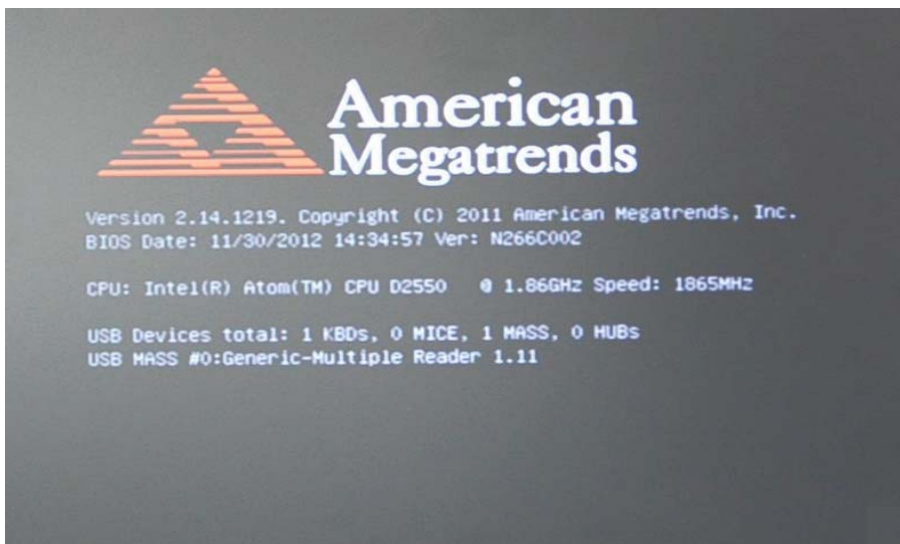 American
Megatrends
Version 2.14.1219. Copyright (C) 2011 American Megatrends, Inc.
BIOS Date: 11/30/2012 14:34:57 Ver: N266C002
CPU: Intel(R) Atom(TM) CPU D2550 @ 1.86GHz Speed: 1865MHz
USB Devices total: 1 KBDs, 0 MICE, 1 MASS, 0 HUBs
USB MASS #0:Generic-Multiple Reader 1.11